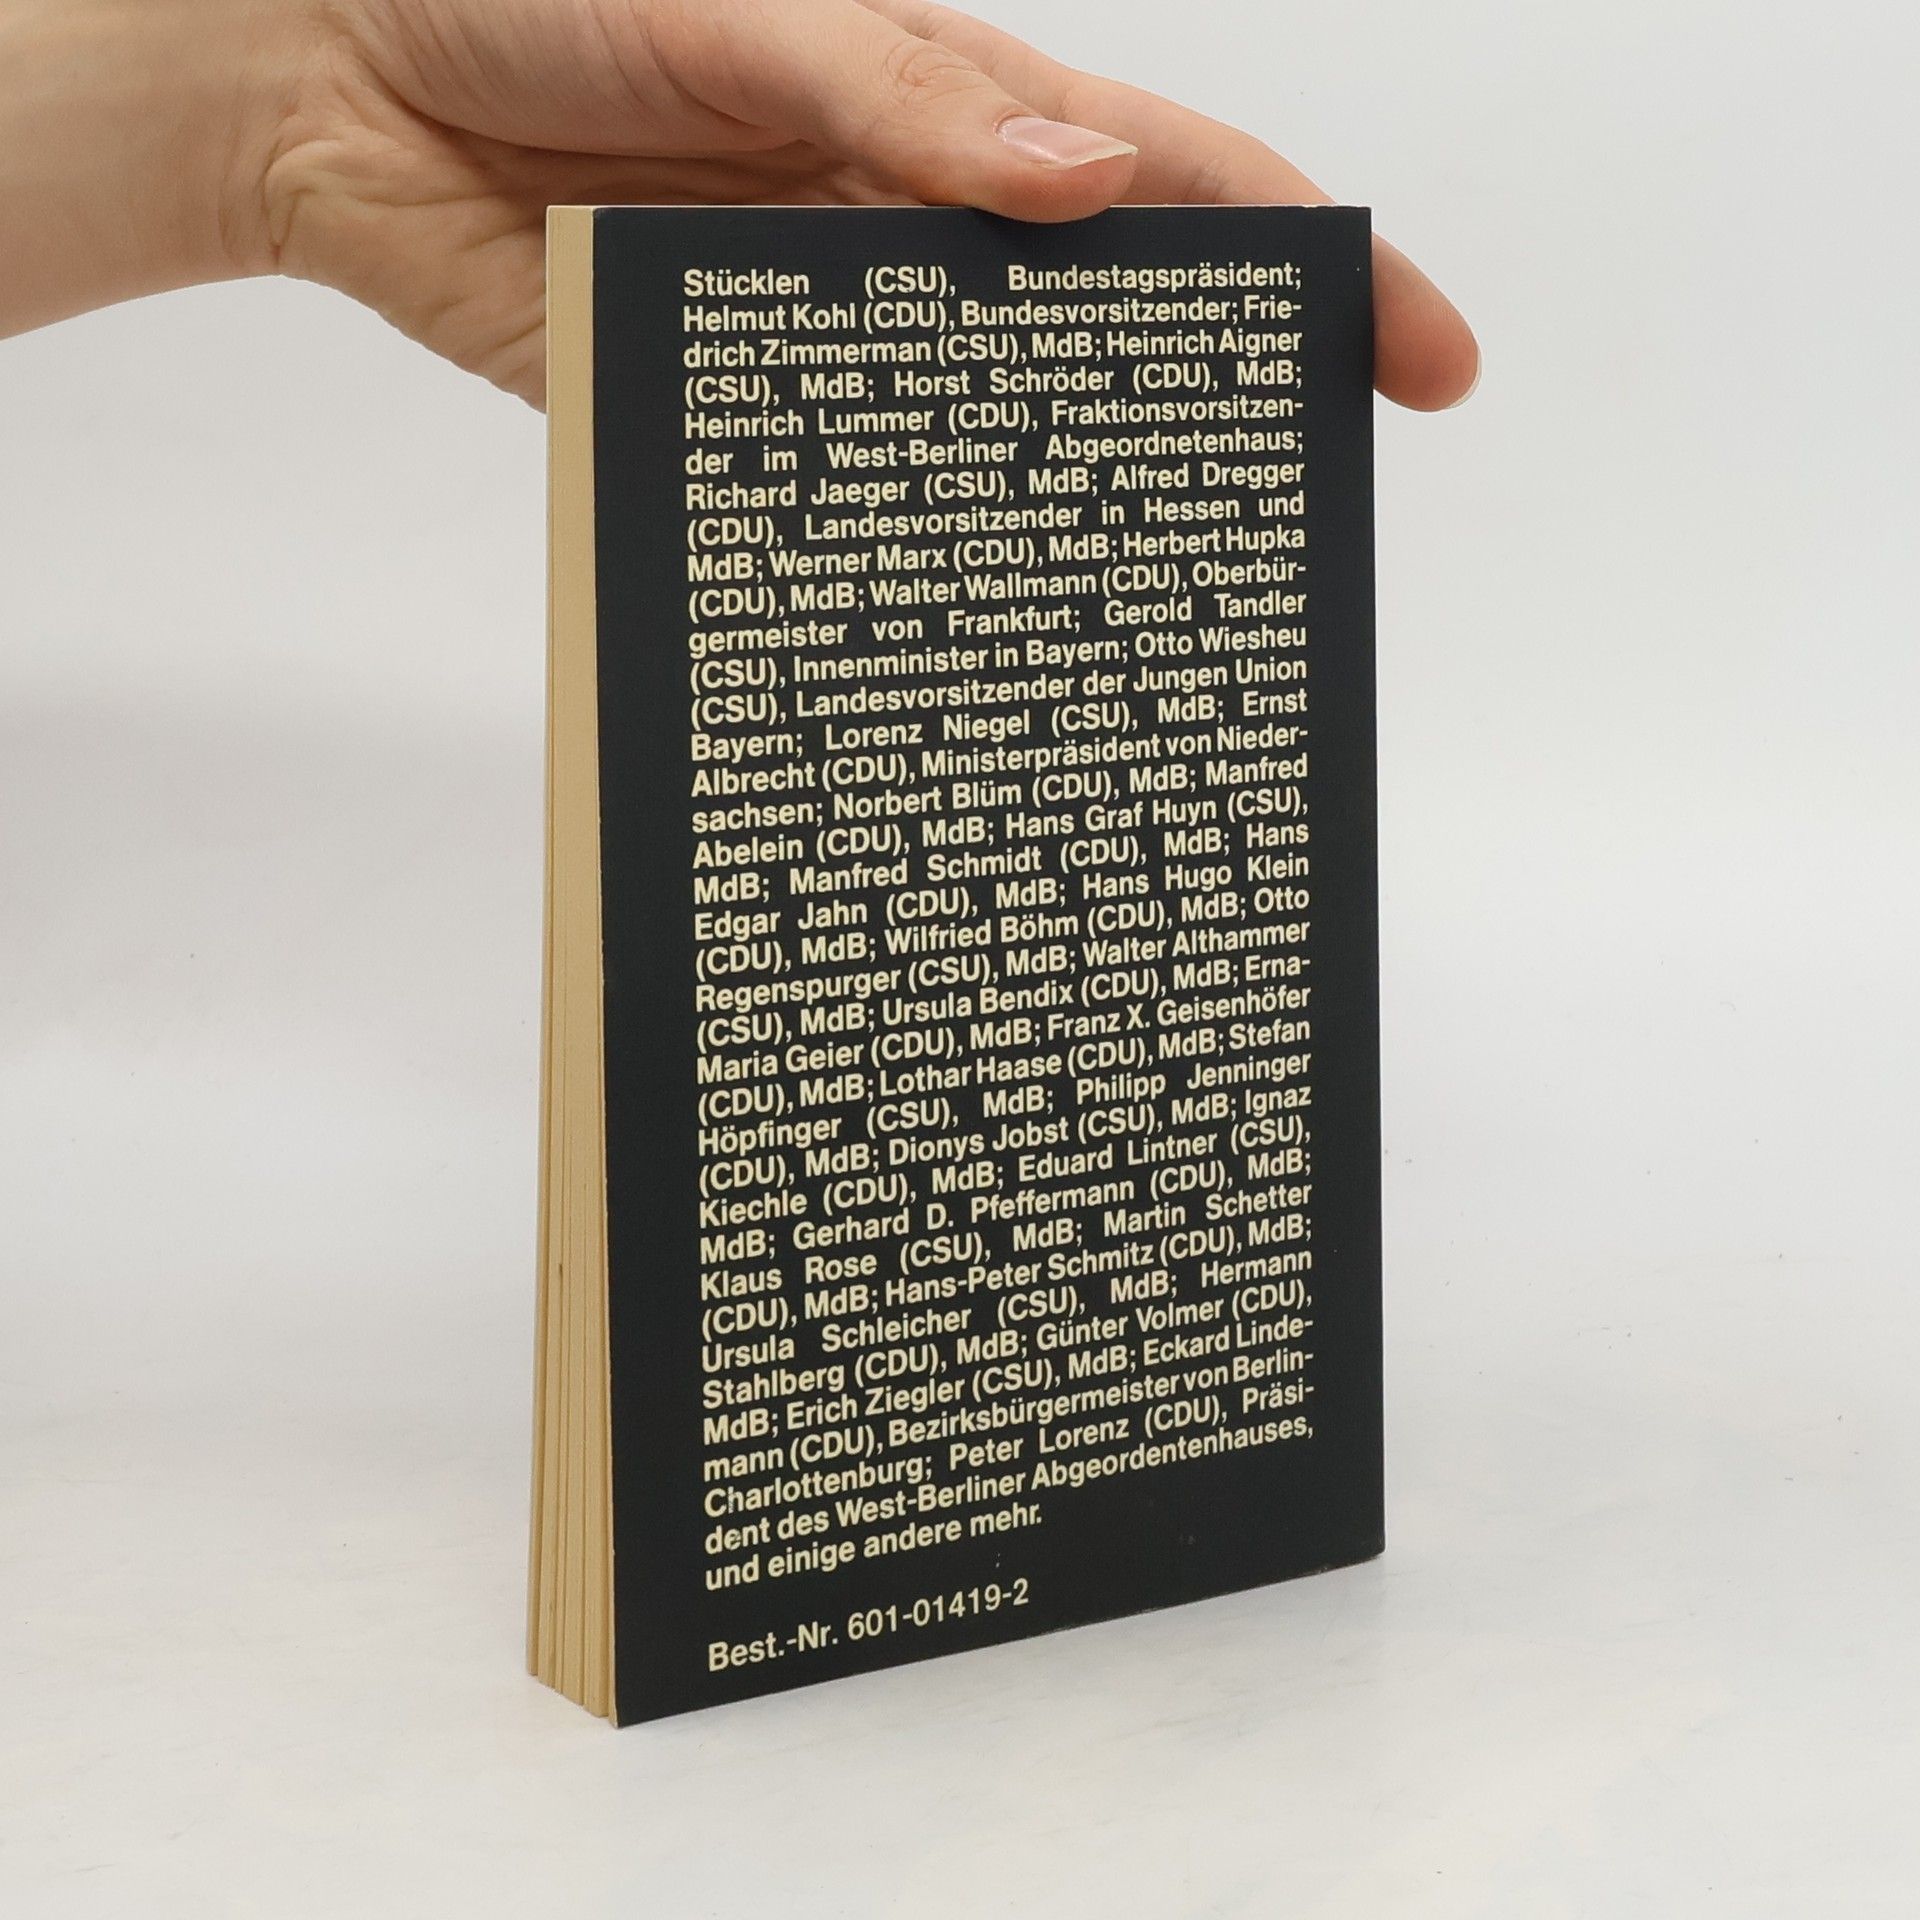 Stücklen (CSU), Bundestagspräsident;
Helmut Kohl (CDU), Bundesvorsitzender; Frie-
drich Zimmerman (CSU), MdB; Heinrich Aigner
(CSU), MdB; Horst Schröder (CDU), MdB;
Heinrich Lummer (CDU), Fraktionsvorsitzen-
der im West-Berliner Abgeordnetenhaus;
Richard Jaeger (CSU), MdB; Alfred Dregger
(CDU), Landesvorsitzender in Hessen und
MdB; Werner Marx (CDU), MdB; Herbert Hupka
(CDU), MdB; Walter Wallmann (CDU), Oberbür-
germeister von Frankfurt; Gerold Tandler
(CSU), Innenminister in Bayern; Otto Wiesheu
(CSU), Landesvorsitzender der Jungen Union
Bayern; Lorenz Niegel (CSU), MdB; Ernst
Albrecht (CDU), Ministerpräsident von Nieder-
sachsen; Norbert Blüm (CDU), MdB; Manfred
Abelein (CDU), MdB; Hans Graf Huyn (CSU),
MdB; Manfred Schmidt (CDU), MdB; Hans
Edgar Jahn (CDU), MdB; Hans Hugo Klein
(CDU), MdB; Wilfried Böhm (CDU), MdB; Otto
Regenspurger (CSU), MdB; Walter Althammer
(CSU), MdB; Ursula Bendix (CDU), MdB; Erna-
Maria Geier (CDU), MdB; Franz X. Geisenhöfer
(CDU), MdB; Lothar Haase (CDU), MdB; Stefan
Höpfinger (CSU), MdB; Philipp Jenninger
(CDU), MdB; Dionys Jobst (CSU), MdB; Ignaz
Kiechle (CDU), MdB; Eduard Lintner (CSU),
MdB; Gerhard D. Pfeffermann (CDU), MdB;
Klaus Rose (CSU), MdB; Martin Schetter
(CDU), MdB; Hans-Peter Schmitz (CDU), MdB;
Ursula Schleicher (CSU), MdB; Hermann
Stahlberg (CDU), MdB; Günter Volmer (CDU),
MdB; Erich Ziegler (CSU), MdB; Eckard Linde-
mann (CDU), Bezirksbürgermeister von Berlin-
Charlottenburg; Peter Lorenz (CDU), Präsi-
dent des West-Berliner Abgeordentenhauses,
und einige andere mehr.
Best.-Nr. 601-01419-2